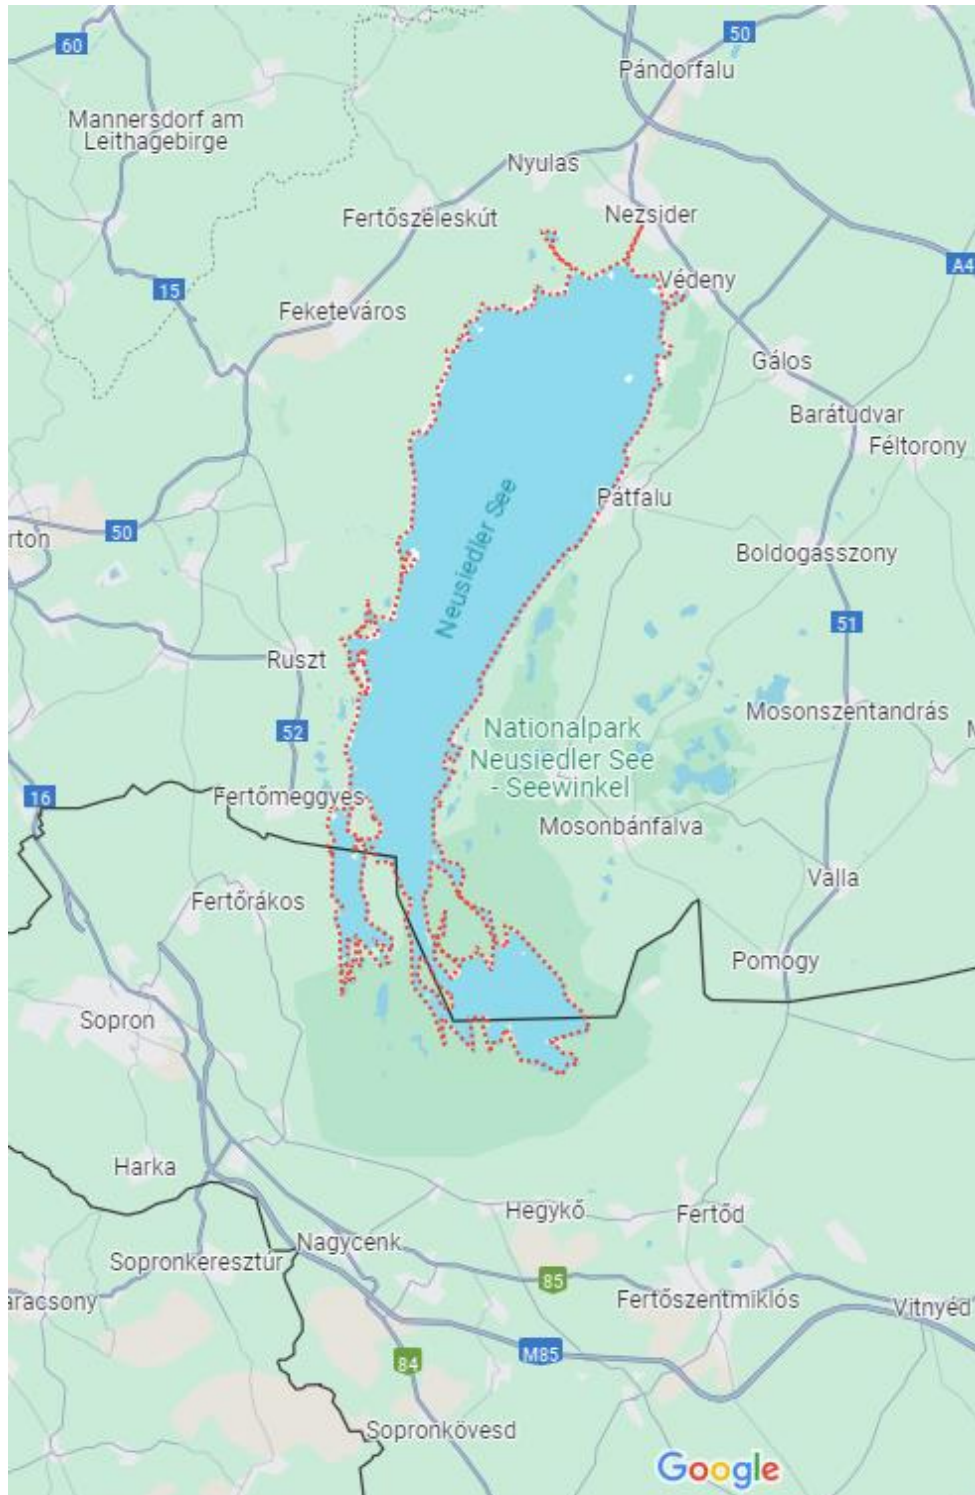 50
60
Pándorfalu
Mannersdorf am
Leithagebirge
Nyulas
Fertőszéleskút
Nezsider
A4
Védeny
15
Feketeváros
Gálos
Barátudvar
Féltorony
Pátfalu
50
rton
Boldogasszony
Neusiedler See
51
Ruszt
Mosonszentandrás
52
Nationalpark
Neusiedler See
- Seewinkel
16
Fertőmeggyes
Mosonbánfalva
Valla
Fertőrákos
Pomogy
Sopron
Harka
Hegykő
Fertőd
Nagycenk
Sopronkeresztúr
85
aracsony
Fertőszentmiklós
Vitnyéd
M85
84
Sopronkövesd
Google